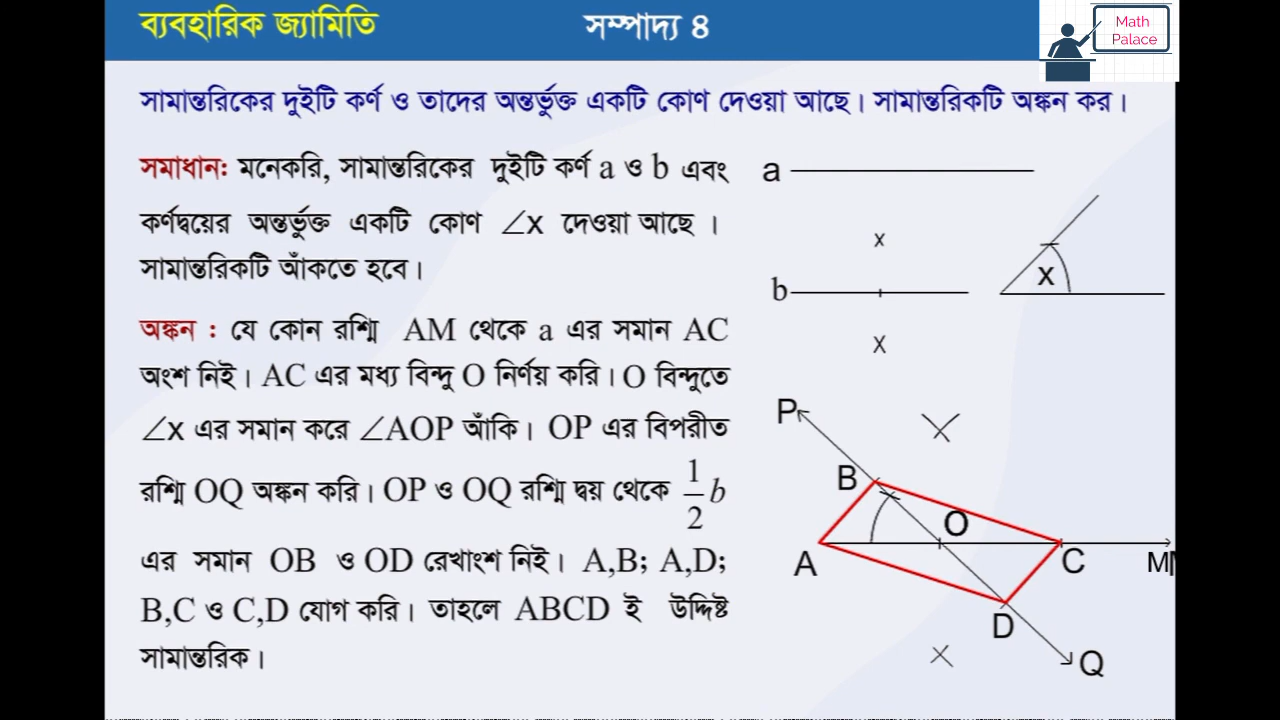 ব্যবহারিক জ্যামিতি
সম্পাদ্য ৪
Math
Palace
সামান্তরিকের দুইটি কর্ণ ও তাদের অন্তর্ভুক্ত একটি কোণ দেওয়া আছে। সামান্তরিকটি অঙ্কন কর।
সমাধান: মনেকরি, সামান্তরিকের দুইটি কর্ণ a ও b এবং
কর্ণদ্বয়ের অন্তর্ভুক্ত একটি কোণ ∠x দেওয়া আছে ।
সামান্তরিকটি আঁকতে হবে।
অঙ্কন : যে কোন রশ্মি AM থেকে a এর সমান AC
অংশ নিই। AC এর মধ্য বিন্দু O নির্ণয় করি। O বিন্দুতে
∠x এর সমান করে ∠AOP আঁকি। OP এর বিপরীত
রশ্মি OQ অঙ্কন করি। OP ও OQ রশ্মি দ্বয় থেকে 1/2 b
এর সমান OB ও OD রেখাংশ নিই। A,B; A,D;
B,C ও C,D যোগ করি। তাহলে ABCD ই উদ্দিষ্ট
সামান্তরিক।
a
b
x
P
B
O
A
C
M
D
Q